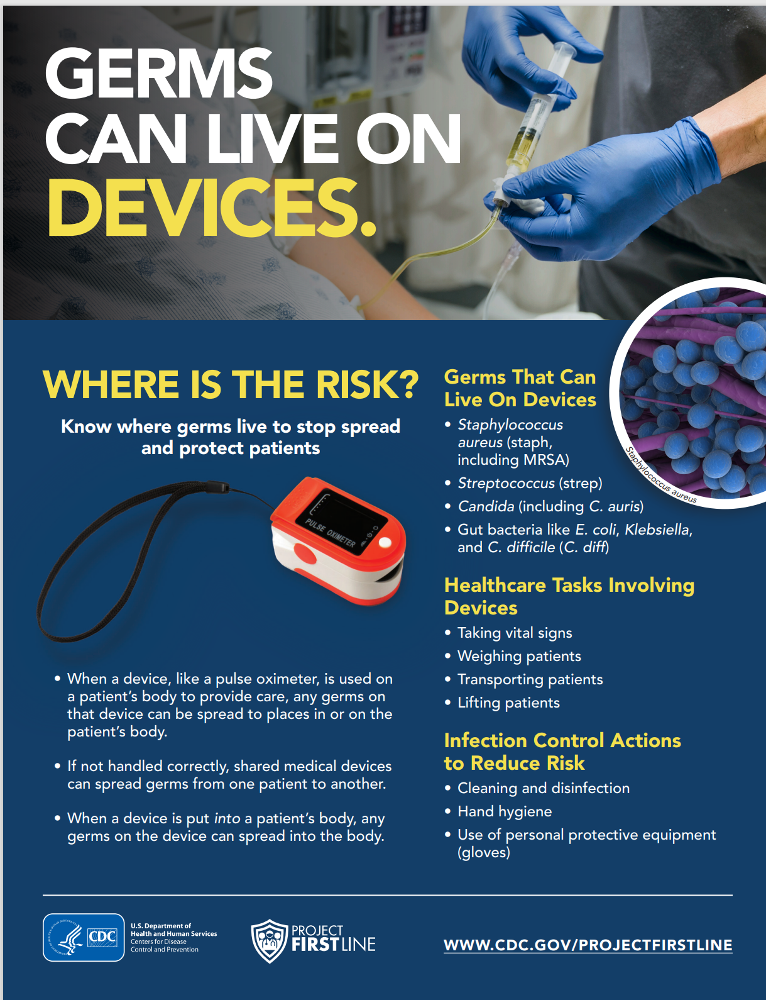 GERMS
CAN LIVE ON
DEVICES.
WHERE IS THE RISK?
Know where germs live to stop spread
and protect patients
PULSE OXIMETER
• When a device, like a pulse oximeter, is used on
a patient's body to provide care, any germs on
that device can be spread to places in or on the
patient's body.
• If not handled correctly, shared medical devices
can spread germs from one patient to another.
• When a device is put into a patient's body, any
germs on the device can spread into the body.
Germs That Can
Live On Devices
• Staphylococcus
aureus (staph,
including MRSA)
• Streptococcus (strep)
• Candida (including C. auris)
• Gut bacteria like E. coli, Klebsiella,
and C. difficile (C. diff)
Staphylococcus aureus
Healthcare Tasks Involving
Devices
• Taking vital signs
• Weighing patients
• Transporting patients
• Lifting patients
Infection Control Actions
to Reduce Risk
• Cleaning and disinfection
• Hand hygiene
• Use of personal protective equipment
(gloves)
CDC
U.S. Department of
Health and Human Services
Centers for Disease
Control and Prevention
PROJECT
FIRSTLINE
WWW.CDC.GOV/PROJECTFIRSTLINE